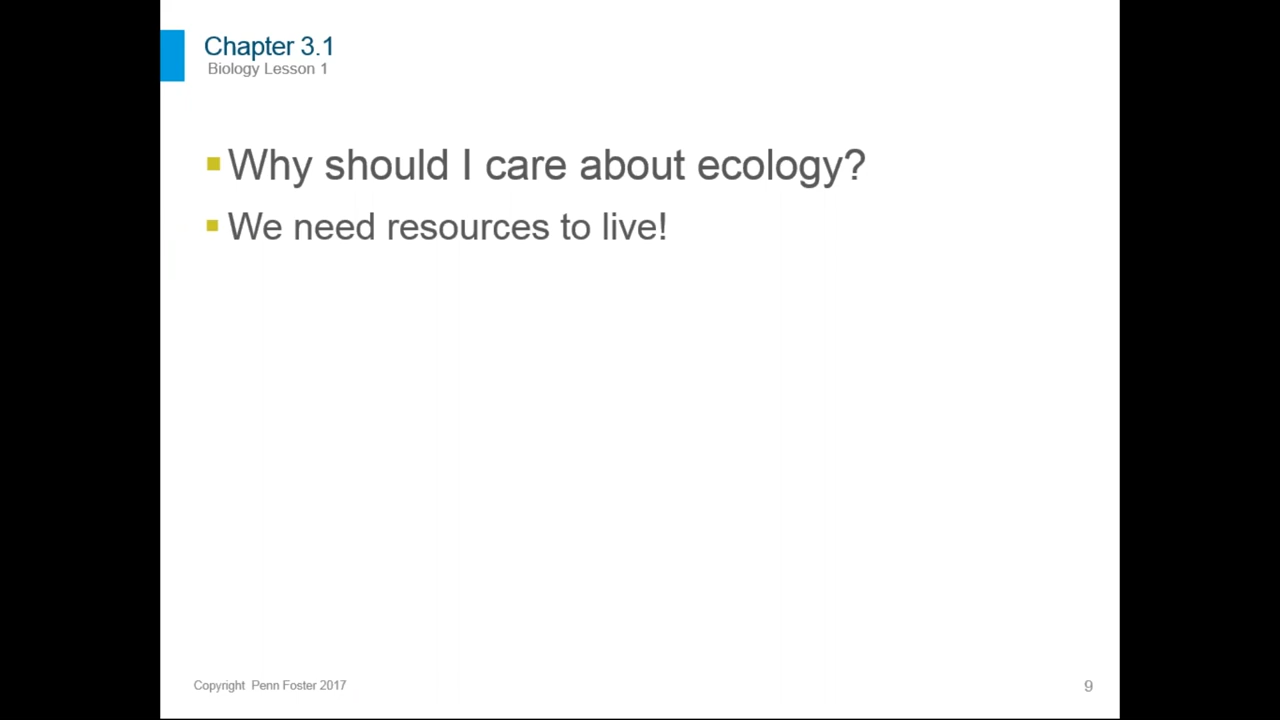 Chapter 3.1
Biology Lesson 1
Why should I care about ecology?
We need resources to live!
Copyright Penn Foster 2017
9